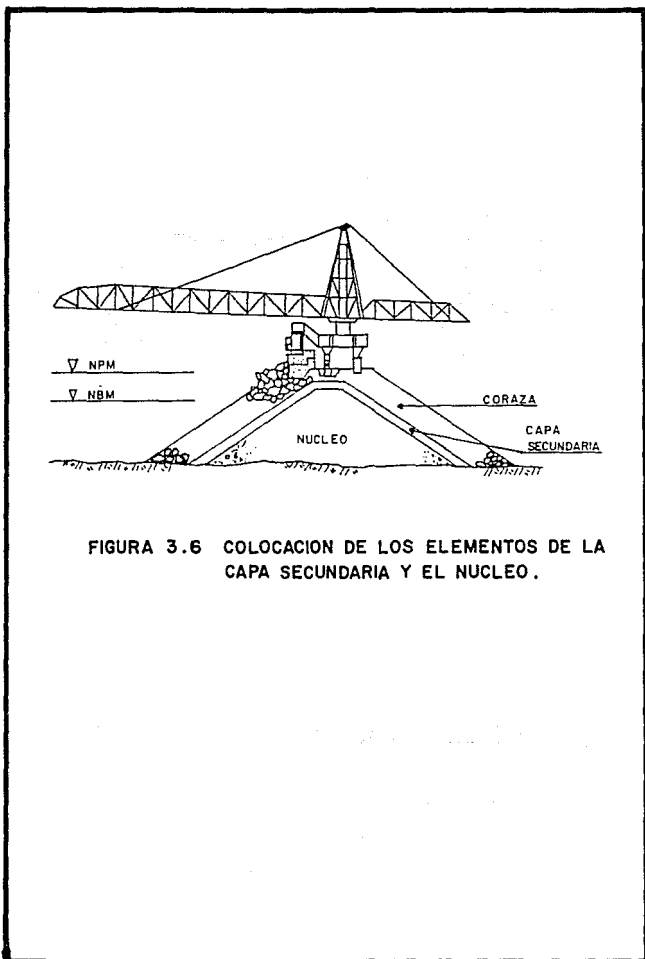 NPM
NBM
CORAZA
CAPA
SECUNDARIA
NUCLEO
FIGURA 3.6 COLOCACION DE LOS ELEMENTOS DE LA
CAPA SECUNDARIA Y EL NUCLEO.